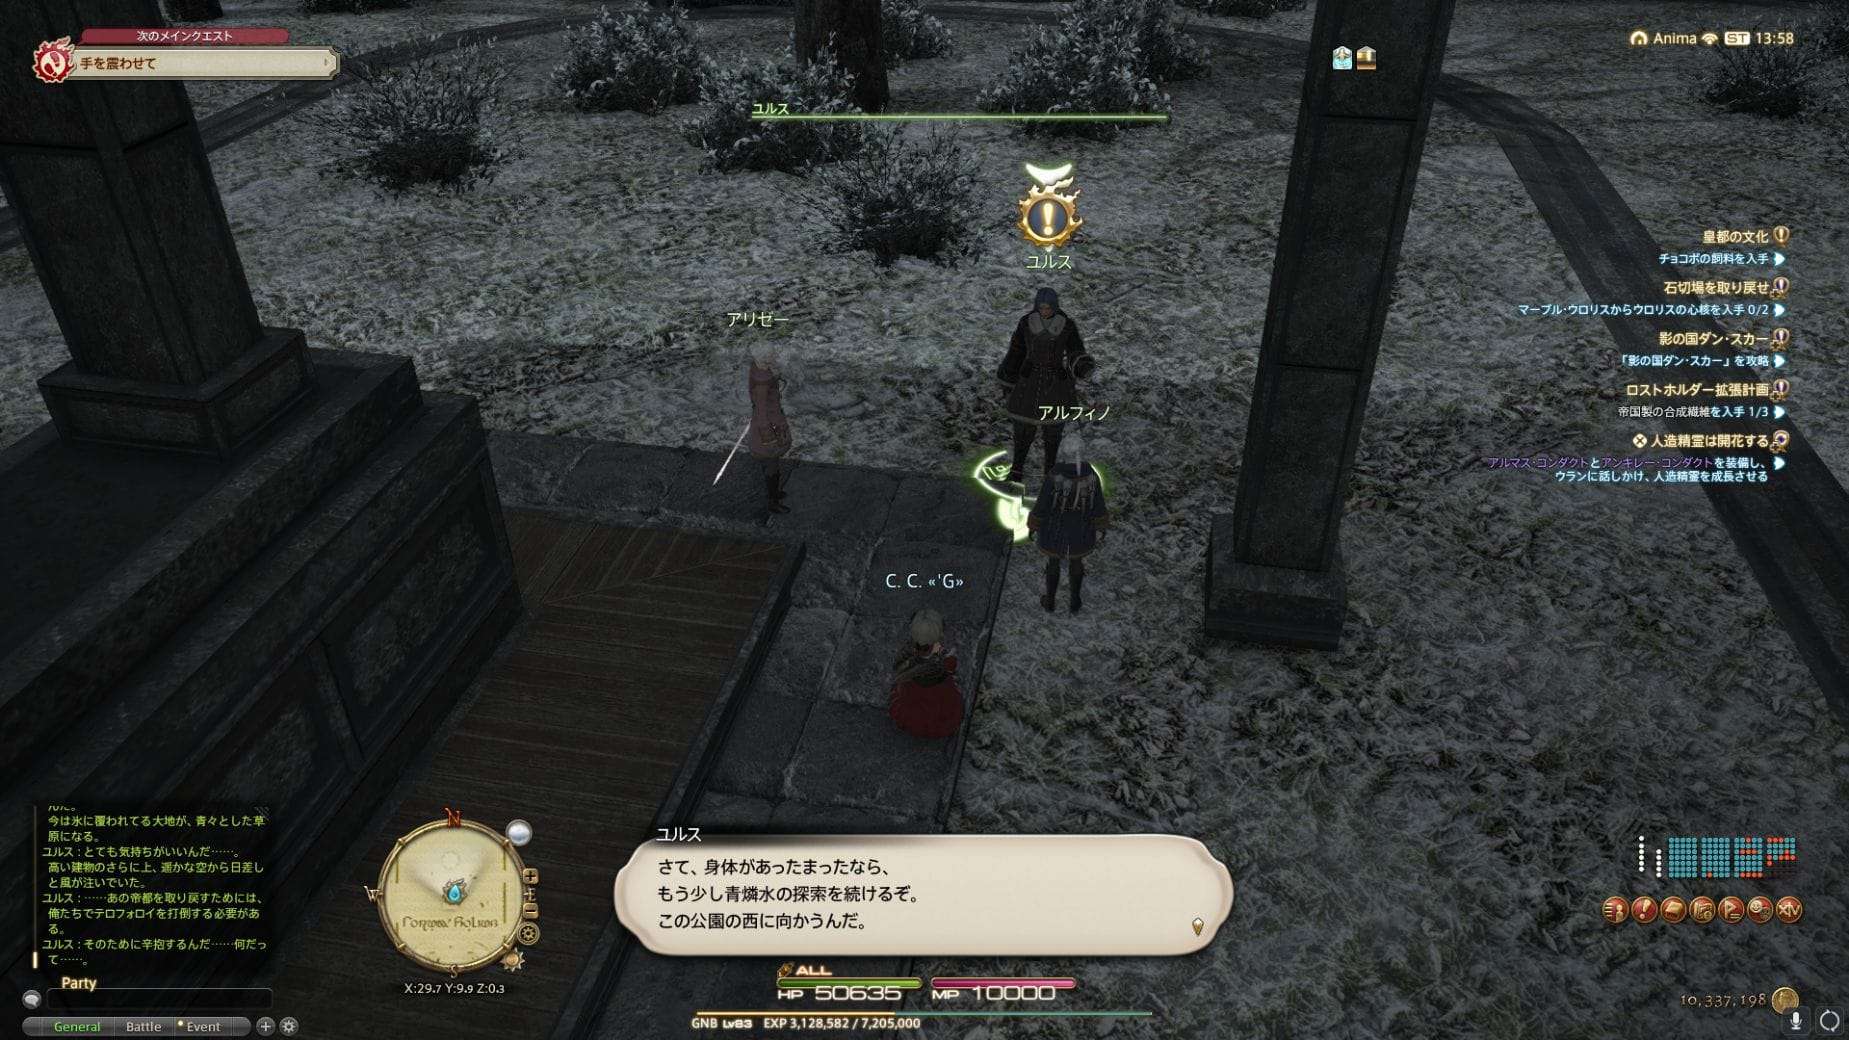 次のメインクエスト
手を震わせて
Anima ST 13:58
ユルス
ユルス
アリゼー
アルフィノ
C. C. «'G»
皇都の文化
チョコボの飼料を入手
石切場を取り戻せ
マーブル・ウロリスからウロリスの心核を入手 0/2
影の国ダン・スカー
「影の国ダン・スカー」を攻略
ロストホルダー拡張計画
帝国製の合成繊維を入手 1/3
人造精霊は開花する
アルマス・コンダクトとアンキレー・コンダクトを装備し、
ウランに話しかけ、人造精霊を成長させる
んだ。
今は氷に覆われてる大地が、青々とした草
原になる。
ユルス：とても気持ちがいいんだ……。
高い建物のさらに上、遥かな空から日差し
と風が注いでいた。
ユルス：……あの帝都を取り戻すためには、
俺たちでテロフォロイを打倒する必要があ
る。
ユルス：そのために辛抱するんだ……何だっ
て……。
Party
General Battle Event
N
W
S
X:29.7 Y:9.9 Z:0.3
ユルス
さて、身体があったまったなら、
もう少し青燐水の探索を続けるぞ。
この公園の西に向かうんだ。
ALL
HP 50635 MP 10000
GNB Lv83 EXP 3,128,582 / 7,205,000
XIV
10,337,198